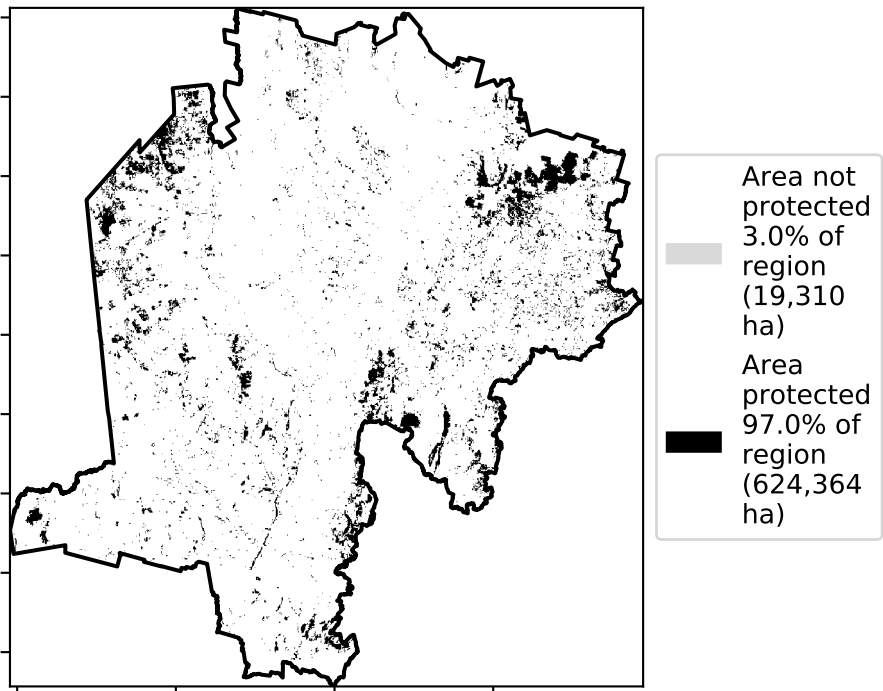 Area not
protected
3.0% of
region
(19,310
ha)
Area
protected
97.0% of
region
(624,364
ha)